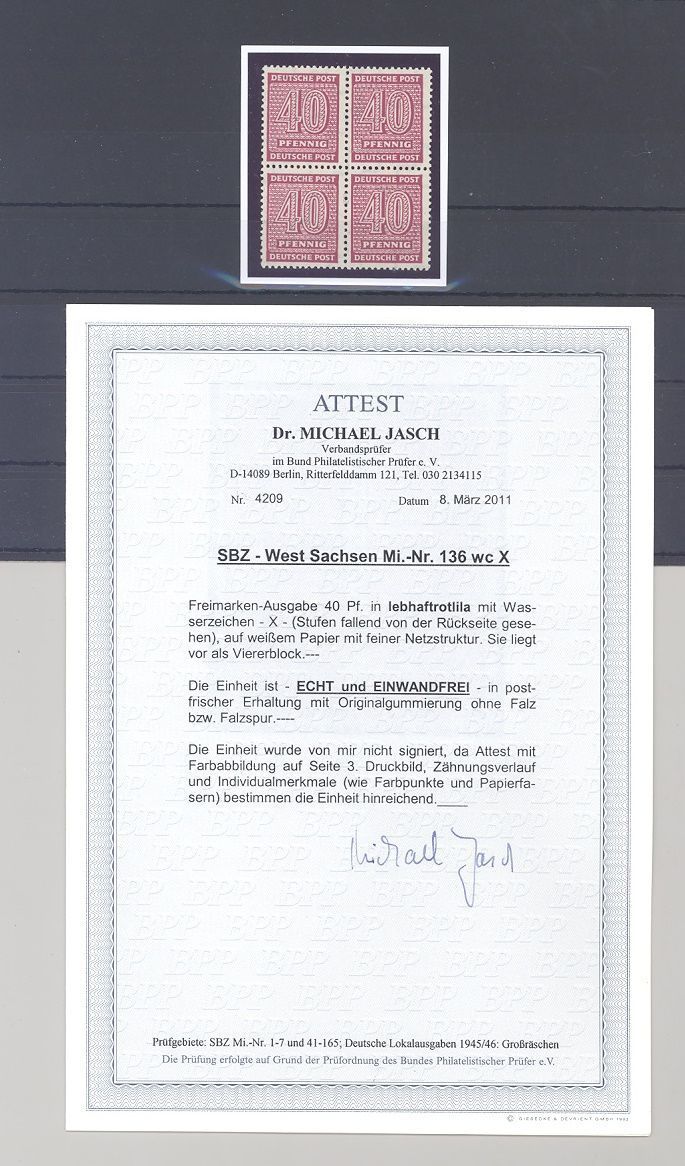 DEUTSCHE POST DEUTSCHE POST
40 40
PFENNIG PFENNIG
DEUTSCHE POST DEUTSCHE POST
DEUTSCHE POST DEUTSCHE POST
40 40
PFENNIG PFENNIG
DEUTSCHE POST DEUTSCHE POST
ATTEST
Dr. MICHAEL JASCH
Verbandsprüfer
im Bund Philatelistischer Prüfer e. V.
D-14089 Berlin, Ritterfelddamm 121, Tel. 030 2134115
Nr. 4209 Datum 8. März 2011
SBZ - West Sachsen Mi.-Nr. 136 wc X
Freimarken-Ausgabe 40 Pf. in lebhaftrotlila mit Was-
serzeichen - X - (Stufen fallend von der Rückseite gese-
hen), auf weißem Papier mit feiner Netzstruktur. Sie liegt
vor als Viererblock.---
Die Einheit ist - ECHT und EINWANDFREI - in post-
frischer Erhaltung mit Originalgummierung ohne Falz
bzw. Falzspur.----
Die Einheit wurde von mir nicht signiert, da Attest mit
Farbabbildung auf Seite 3. Druckbild, Zähnungsverlauf
und Individualmerkmale (wie Farbpunkte und Papierfa-
sern) bestimmen die Einheit hinreichend.____
Michael Jasch
Prüfgebiete: SBZ Mi.-Nr. 1-7 und 41-165; Deutsche Lokalausgaben 1945/46: Großräschen
Die Prüfung erfolgte auf Grund der Prüfordnung des Bundes Philatelistischer Prüfer e.V.
© GIESECKE & DEVRIENT GMBH 1992